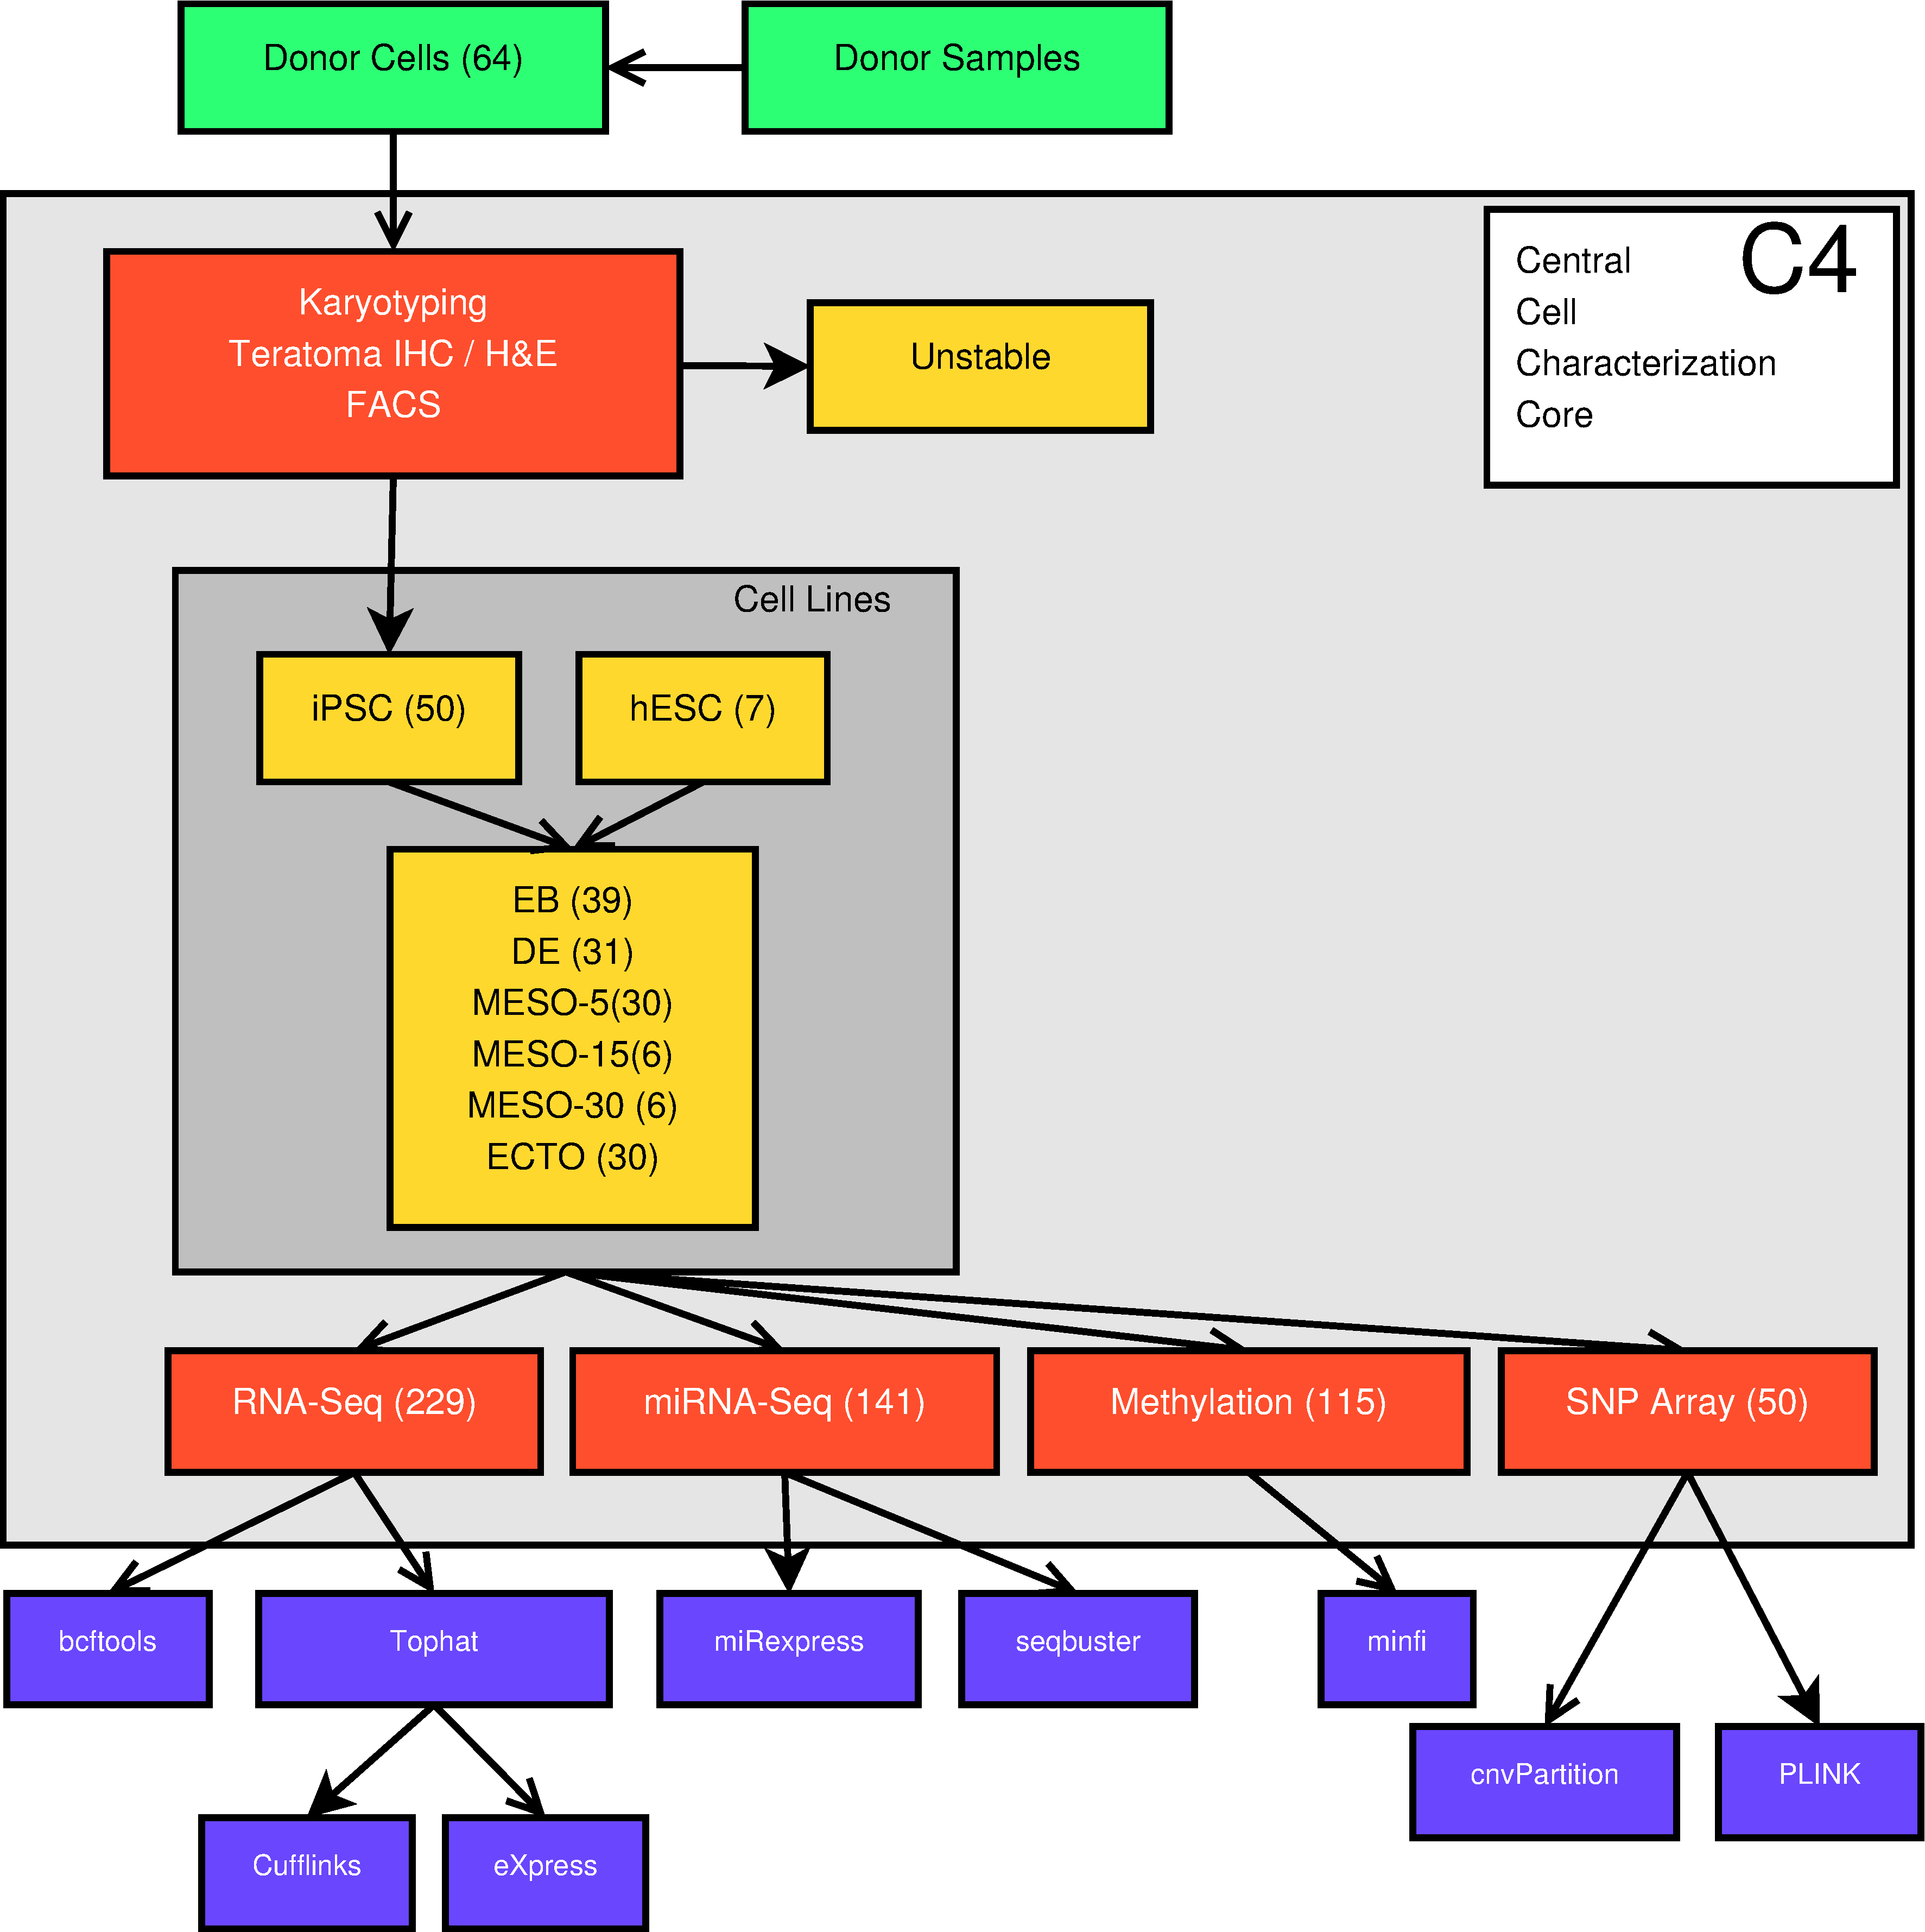 Donor Cells (64)
Donor Samples
C4
Central
Cell
Characterization
Core
Karyotyping
Teratoma IHC / H&E
FACS
Unstable
Cell Lines
iPSC (50)
hESC (7)
EB (39)
DE (31)
MESO-5(30)
MESO-15(6)
MESO-30 (6)
ECTO (30)
RNA-Seq (229)
miRNA-Seq (141)
Methylation (115)
SNP Array (50)
bcftools
Tophat
miRexpress
seqbuster
minfi
cnvPartition
PLINK
Cufflinks
eXpress